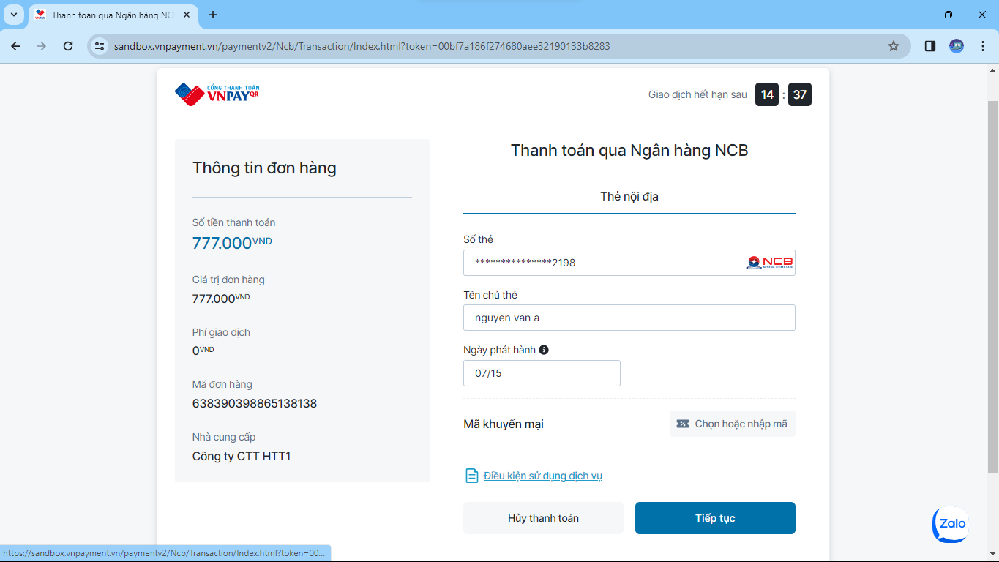 Thanh toán qua Ngân hàng NC
sandbox.vnpayment.vn/paymentv2/Ncb/Transaction/Index.html?token=00bf7a186f274680aee32190133b8283
CỔNG THANH TOÁN
VNPAYQR
Giao dịch hết hạn sau 14 : 37
Thông tin đơn hàng
Số tiền thanh toán
777.000VND
Giá trị đơn hàng
777.000VND
Phí giao dịch
0VND
Mã đơn hàng
638390398865138138
Nhà cung cấp
Công ty CTT HTT1
Thanh toán qua Ngân hàng NCB
Thẻ nội địa
Số thẻ
***************2198 NCB
Tên chủ thẻ
nguyen van a
Ngày phát hành
07/15
Mã khuyến mại
Chọn hoặc nhập mã
Điều kiện sử dụng dịch vụ
Hủy thanh toán
Tiếp tục
Zalo
https://sandbox.vnpayment.vn/paymentv2/Ncb/Transaction/Index.html?token=00...